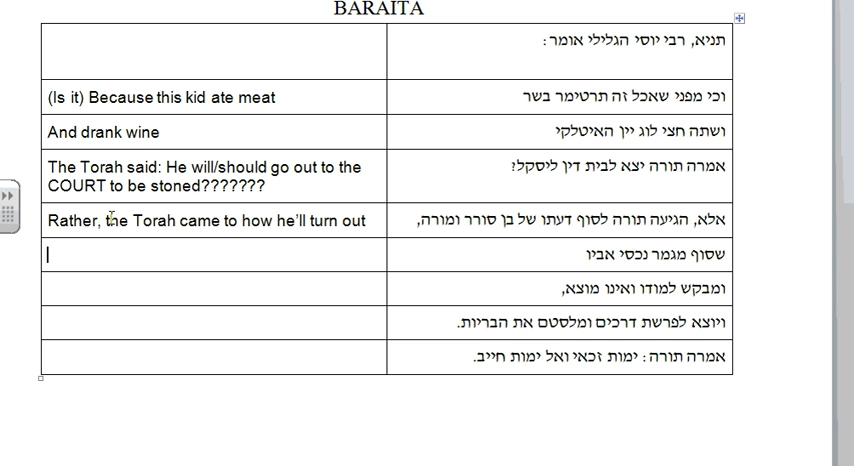 BARAITA
תניא, רבי יוסי הגלילי אומר:
(Is it) Because this kid ate meat
וכי מפני שאכל זה תרטימר בשר
And drank wine
ושתה חצי לוג יין האיטלקי
The Torah said: He will/should go out to the
COURT to be stoned???????
אמרה תורה יצא לבית דין ליסקל?
Rather, the Torah came to how he'll turn out
אלא, הגיעה תורה לסוף דעתו של בן סורר ומורה,
שסוף מגמר נכסי אביו
ומבקש למודו ואינו מוצא,
ויוצא לפרשת דרכים ומלסטם את הבריות.
אמרה תורה: ימות זכאי ואל ימות חייב.